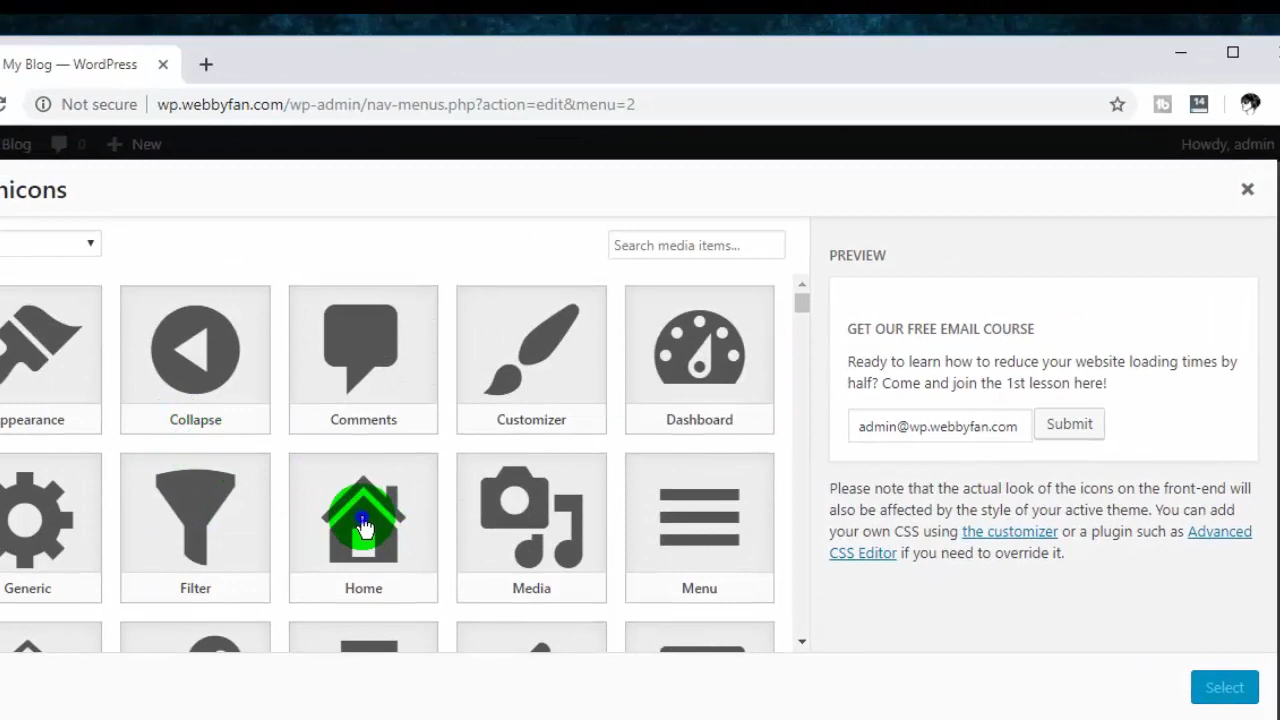 My Blog — WordPress
Not secure
wp.webbyfan.com/wp-admin/nav-menus.php?action=edit&menu=2
14
Blog 0 New Howdy, admin
nicons
Search media items...
PREVIEW
GET OUR FREE EMAIL COURSE
Ready to learn how to reduce your website loading times by
half? Come and join the 1st lesson here!
admin@wp.webbyfan.com Submit
Please note that the actual look of the icons on the front-end will
also be affected by the style of your active theme. You can add
your own CSS using the customizer or a plugin such as Advanced
CSS Editor if you need to override it.
ppearance Collapse Comments Customizer Dashboard
Generic Filter Home Media Menu
Select